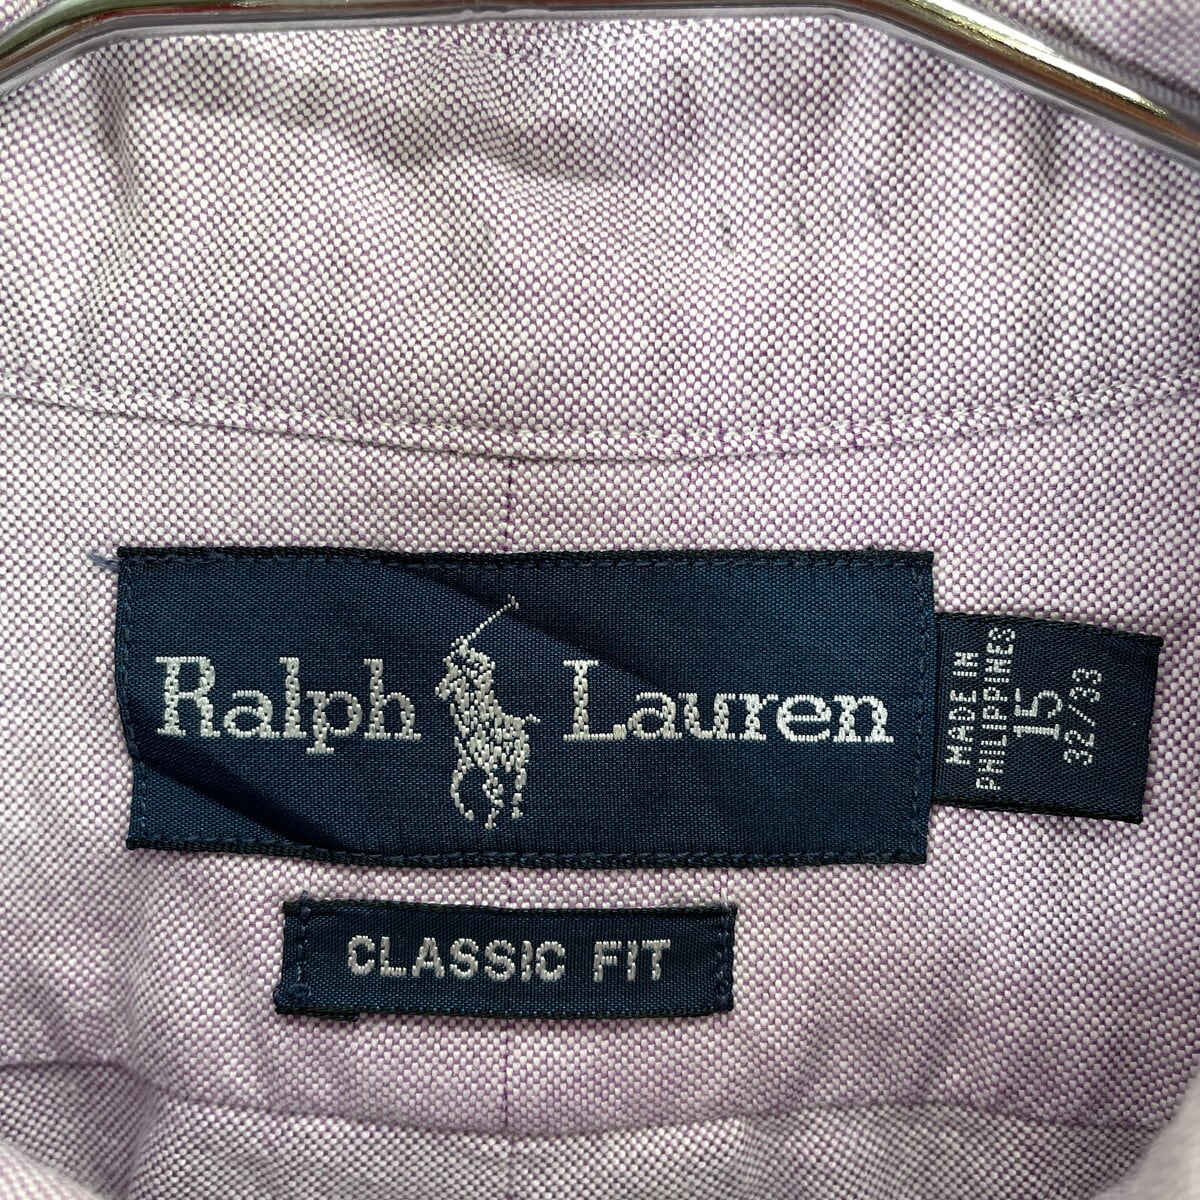 Ralph Lauren
MADE IN
PHILIPPINES
15
32/33
CLASSIC FIT